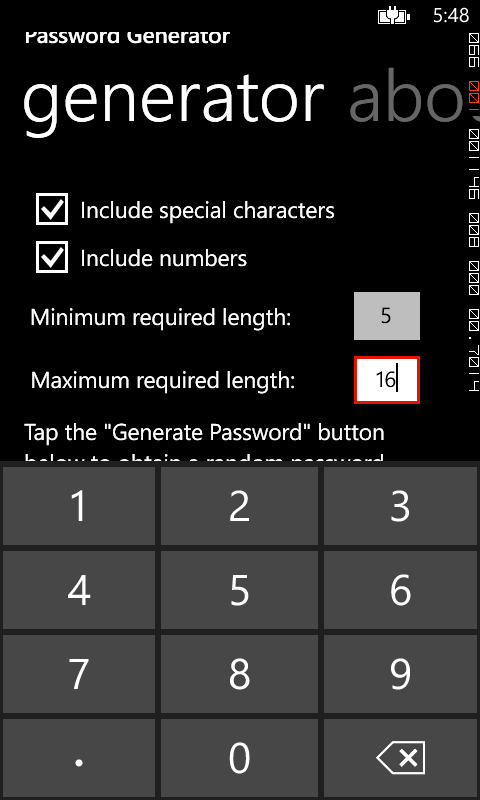 5:48
Password Generator
generator abo
Include special characters
Include numbers
Minimum required length: 5
Maximum required length: 16
Tap the "Generate Password" button
below to obtain a random password
1 2 3
4 5 6
7 8 9
. 0